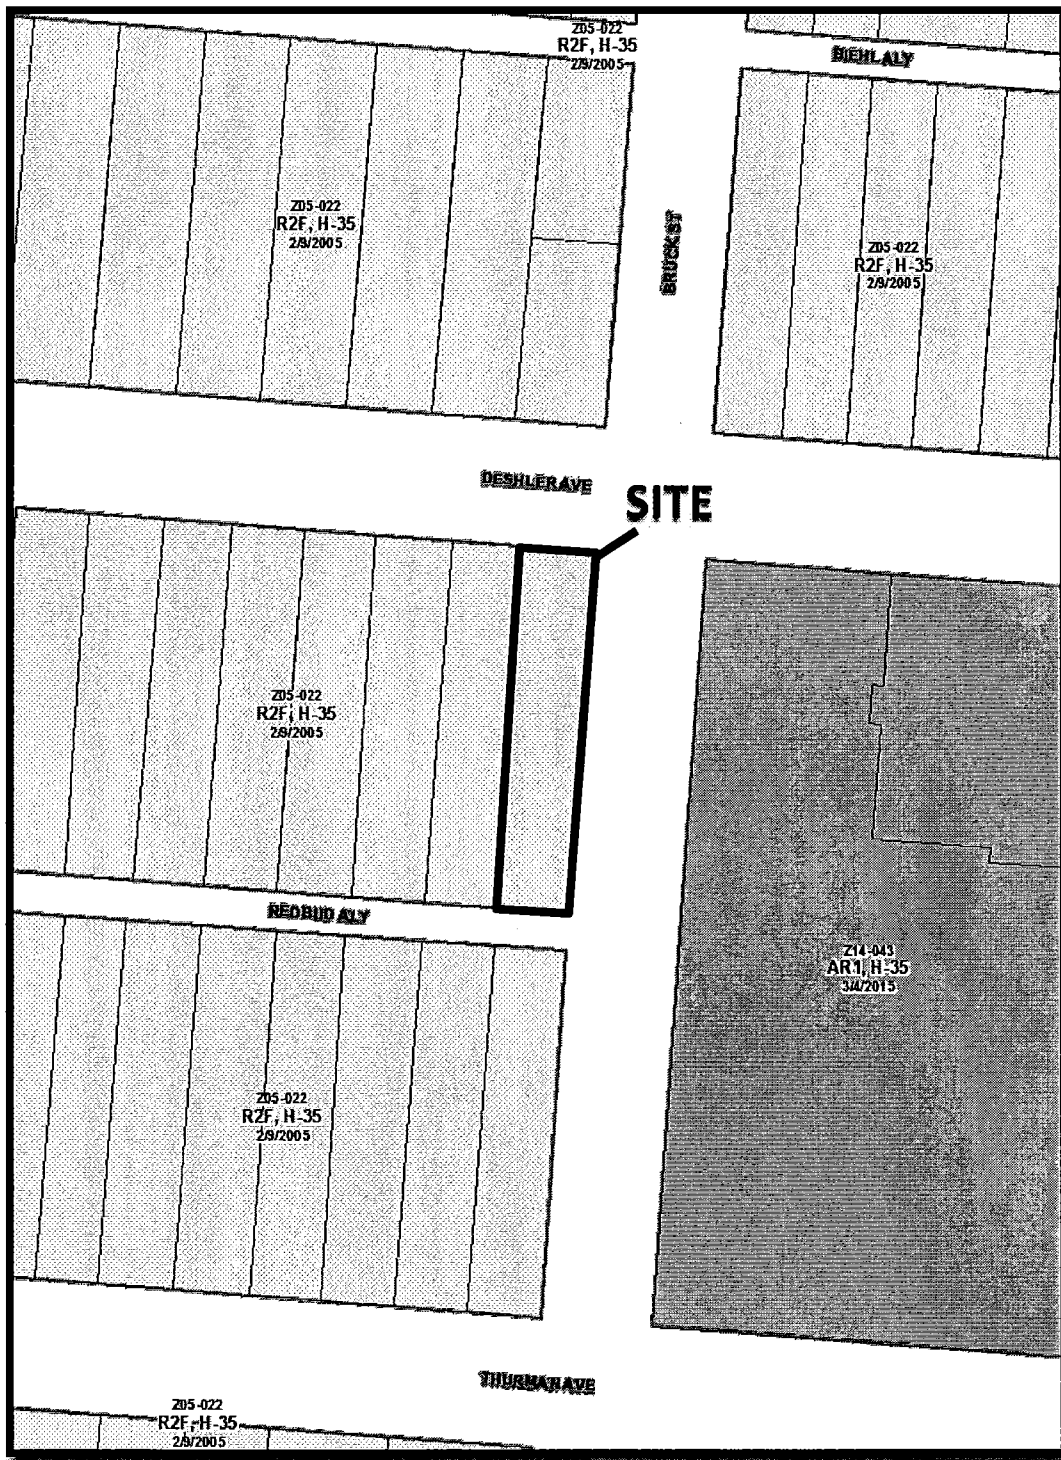 Z05-022
R2F, H-35
2/9/2005
BIEHL ALY
Z05-022
R2F, H-35
2/9/2005
BRUCK ST
Z05-022
R2F, H-35
2/9/2005
DESHLER AVE
SITE
Z05-022
R2F, H-35
2/9/2005
REDBUD ALY
Z14-043
AR1, H-35
3/4/2015
Z05-022
R2F, H-35
2/9/2005
THURMAN AVE
Z05-022
R2F, H-35
2/9/2005